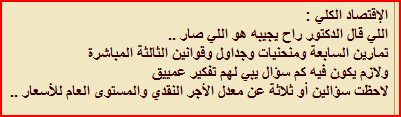 الإقتصاد الكلي :
اللي قال الدكتور راح يجيبه هو اللي صار ..
تمارين السابعة ومنحنيات وجداول وقوانين الثالثة المباشرة
ولازم يكون فيه كم سؤال يبي لهم تفكير عميق
لاحظت سؤالين أو ثلاثة عن معدل الأجر النقدي والمستوى العام للأسعار ..